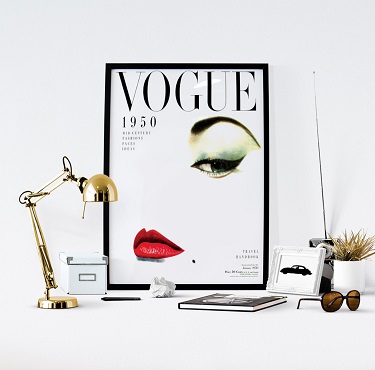 VOGUE
1950
MID-CENTURY
FASHIONS
FACES
IDEAS
TRAVEL
HANDBOOK